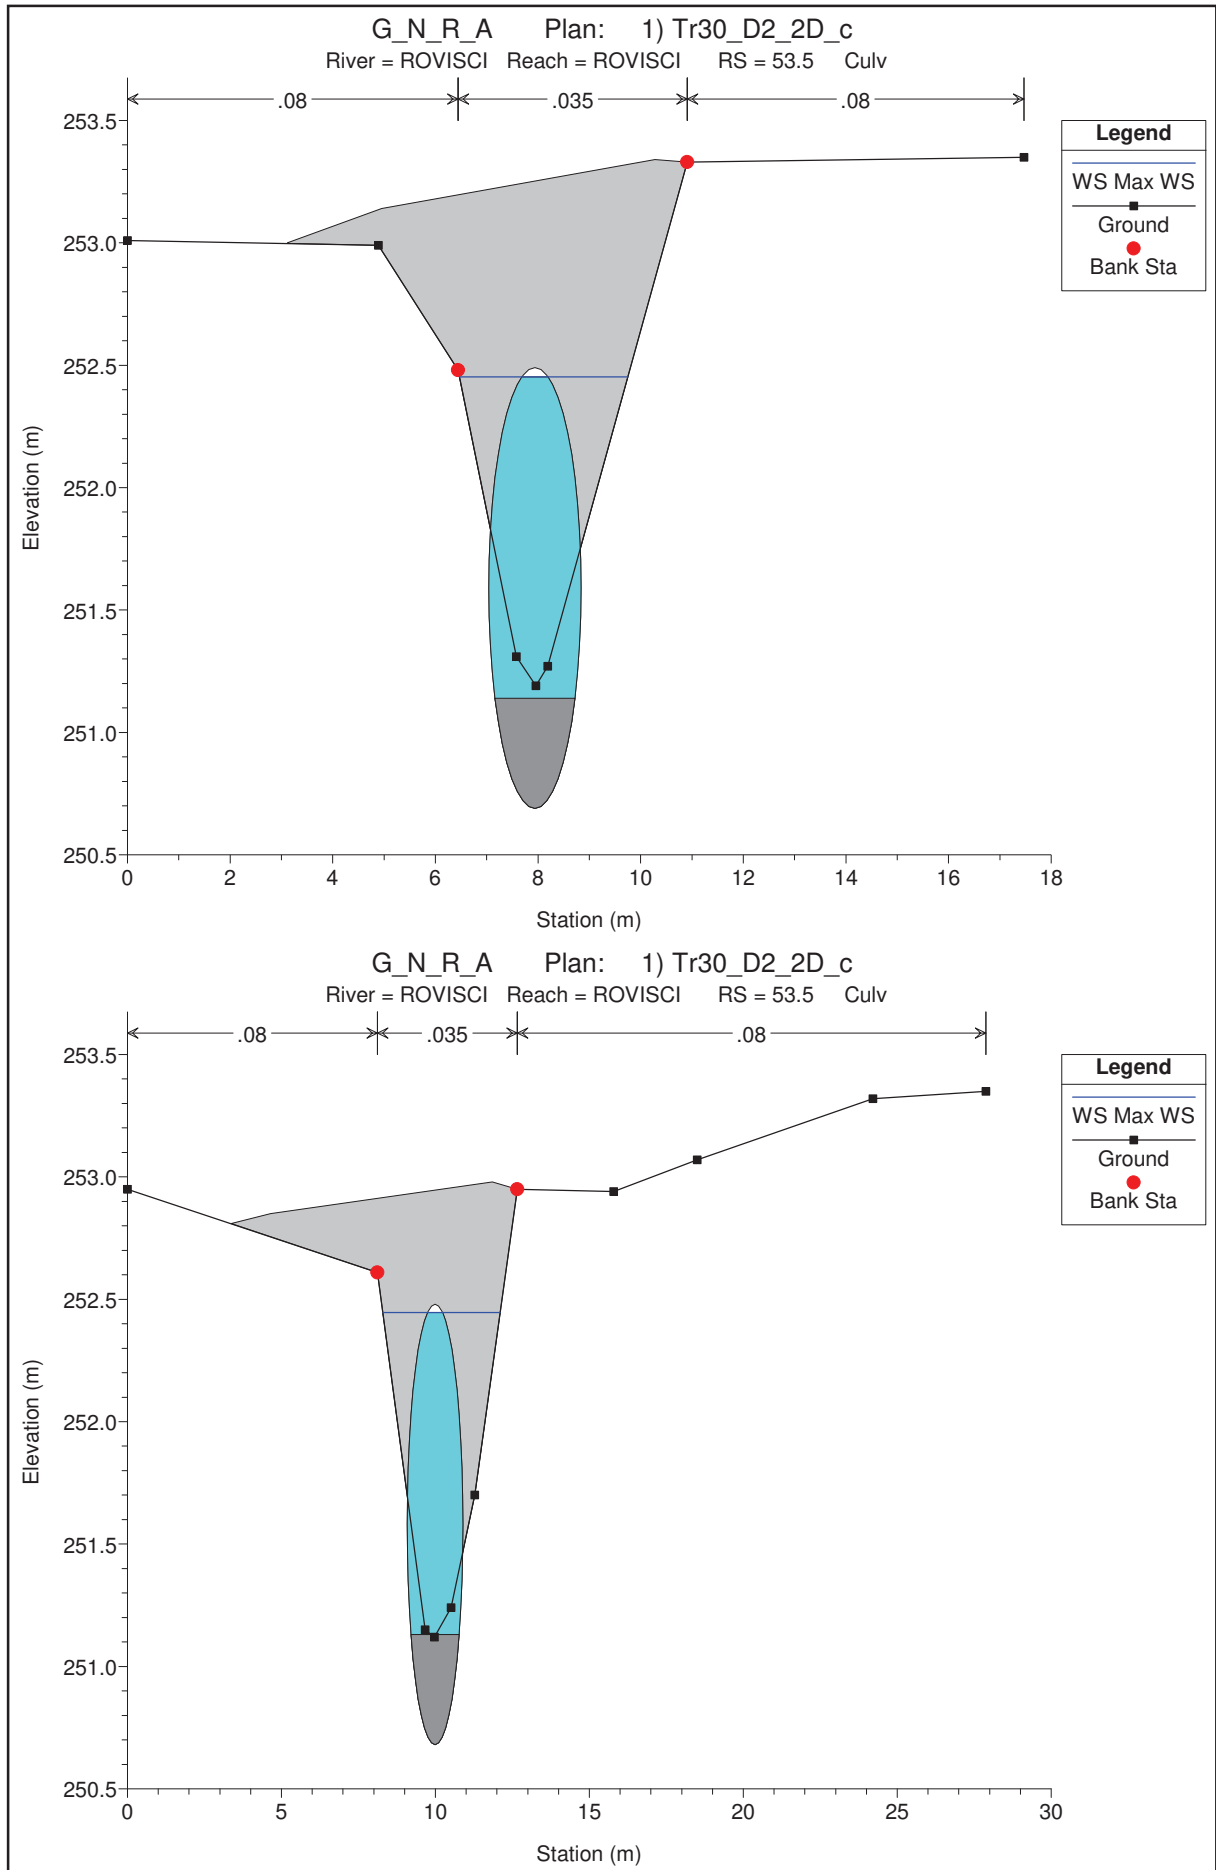 G_N_R_A Plan: 1) Tr30_D2_2D_c
River = ROVISCI Reach = ROVISCI RS = 53.5 Culv
.08 .035 .08
253.5
253.0
252.5
252.0
251.5
251.0
250.5
0 2 4 6 8 10 12 14 16 18
Station (m)
Elevation (m)
Legend
WS Max WS
Ground
Bank Sta
G_N_R_A Plan: 1) Tr30_D2_2D_c
River = ROVISCI Reach = ROVISCI RS = 53.5 Culv
.08 .035 .08
253.5
253.0
252.5
252.0
251.5
251.0
250.5
0 5 10 15 20 25 30
Station (m)
Elevation (m)
Legend
WS Max WS
Ground
Bank Sta